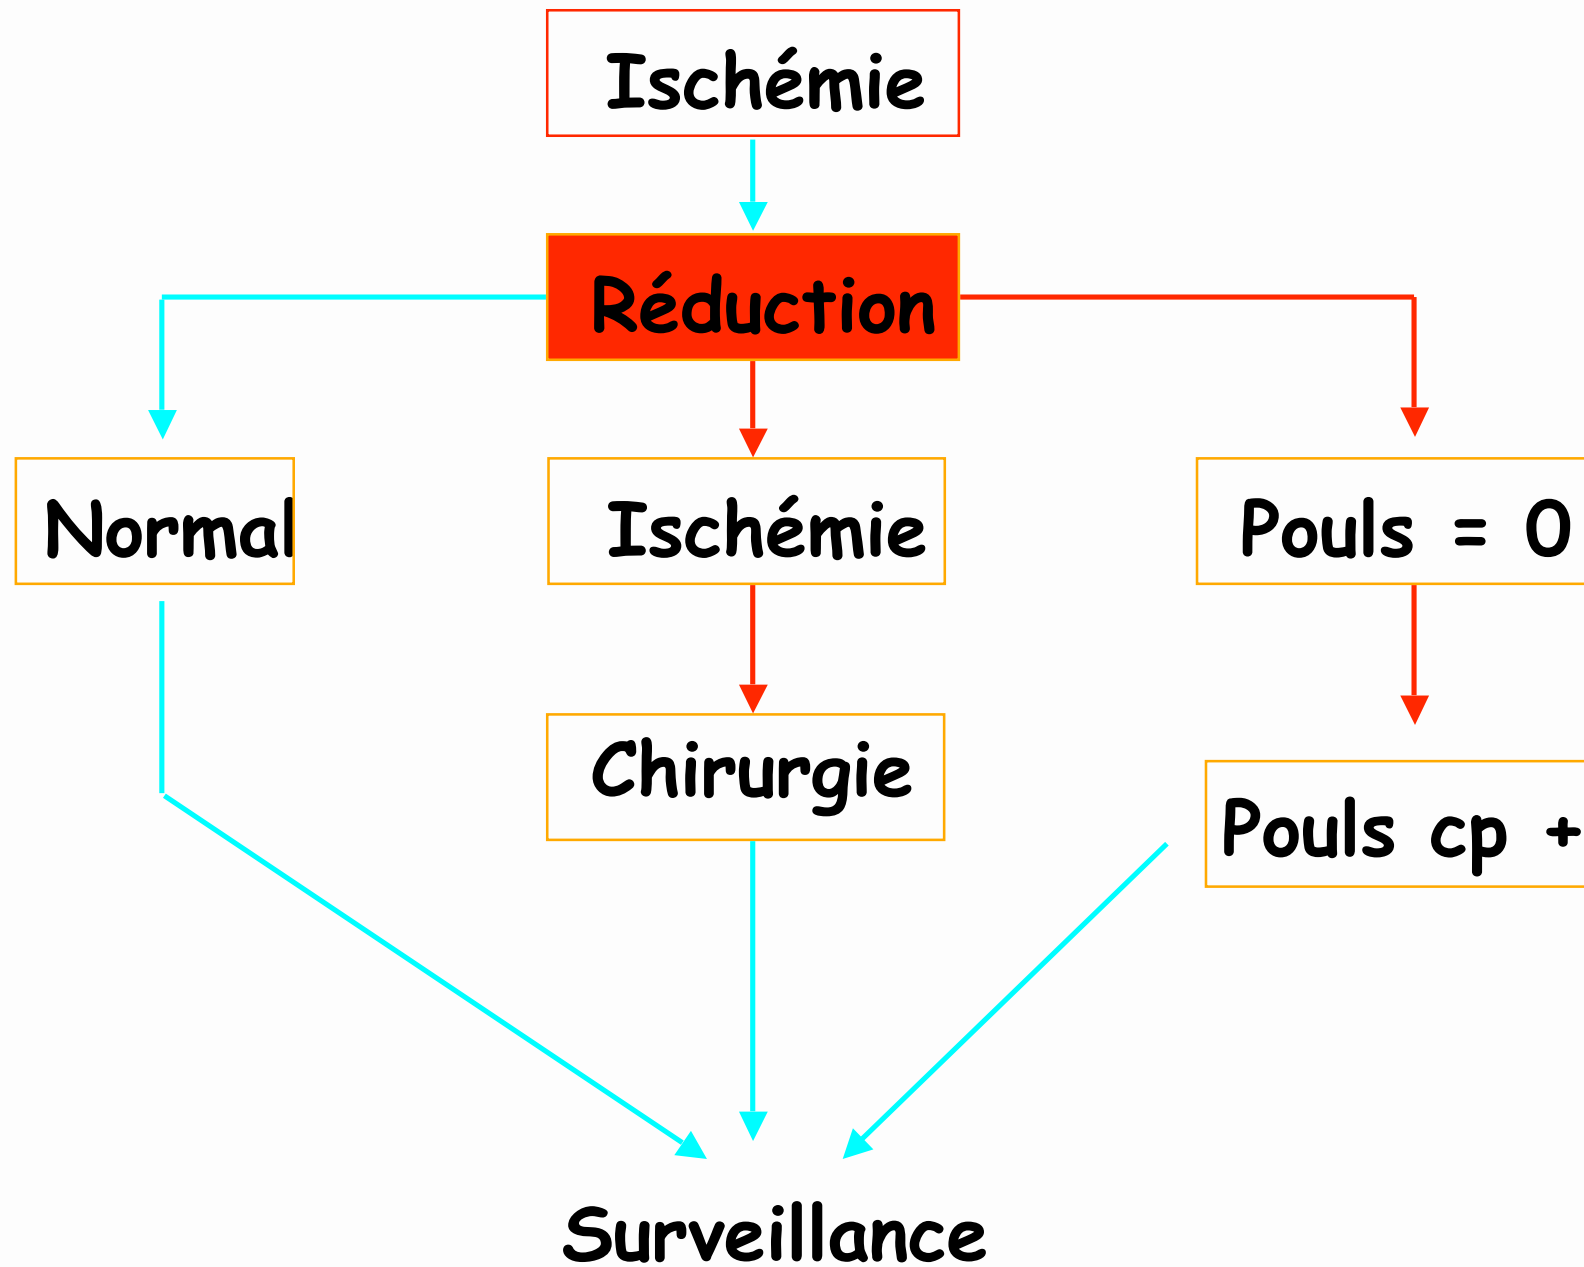 Ischémie
Réduction
Normal
Ischémie
Pouls = 0
Chirurgie
Pouls cp +
Surveillance